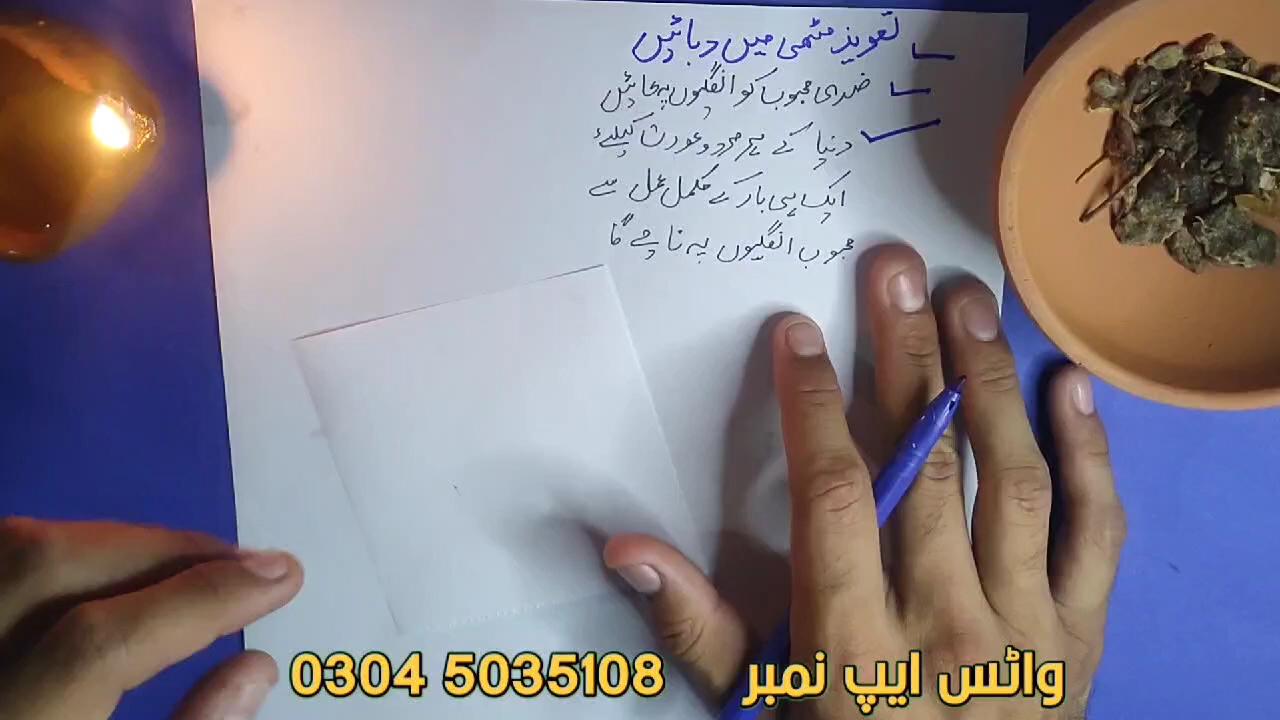 تعویذ مٹھی میں دبائیں
ضدی محبوب کو انگلیوں پہ نچائیں
دنیا کے ہر مرد و عورت کیلئے
ایک ہی بار کے مکمل عمل سے
محبوب انگلیوں پہ ناچے گا
واٹس ایپ نمبر 0304 5035108